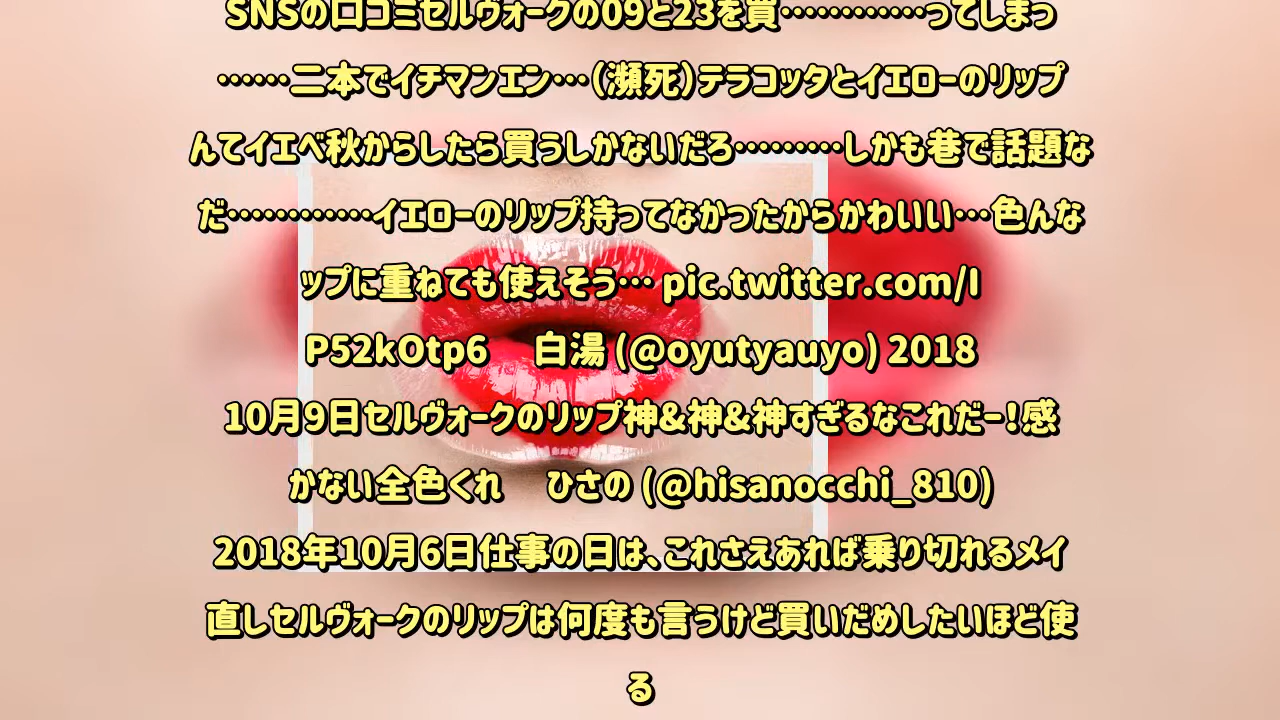 SNSの口コミセルヴォークの09と23を買…………ってしまっ
……二本でイチマンエン…（瀕死）テラコッタとイエローのリップ
んてイエベ秋からしたら買うしかないだろ………しかも巷で話題な
だ…………イエローのリップ持ってなかったからかわいい…色んな
ップに重ねても使えそう… pic.twitter.com/I
P52kOtp6　白湯 (@oyutyauyo) 2018
10月9日セルヴォークのリップ神&神&神すぎるなこれだー！感
かない全色くれ　ひさの (@hisanocchi_810)
2018年10月6日仕事の日は、これさえあれば乗り切れるメイ
直しセルヴォークのリップは何度も言うけど買いだめしたいほど使
る